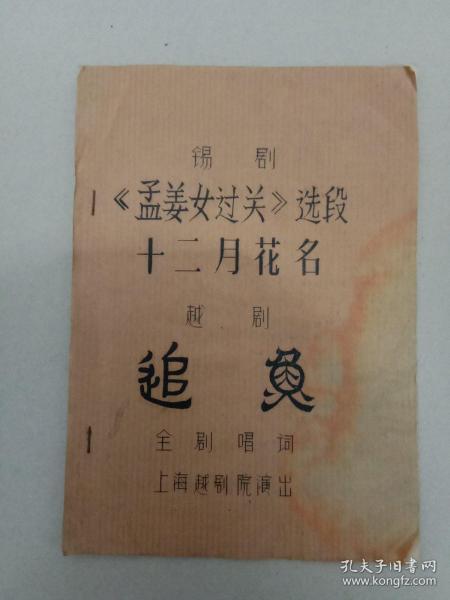 锡剧
《孟姜女过关》选段
十二月花名
越剧
追魚
全剧唱词
上海越剧院演出
孔夫子旧书网
www.kongfz.com